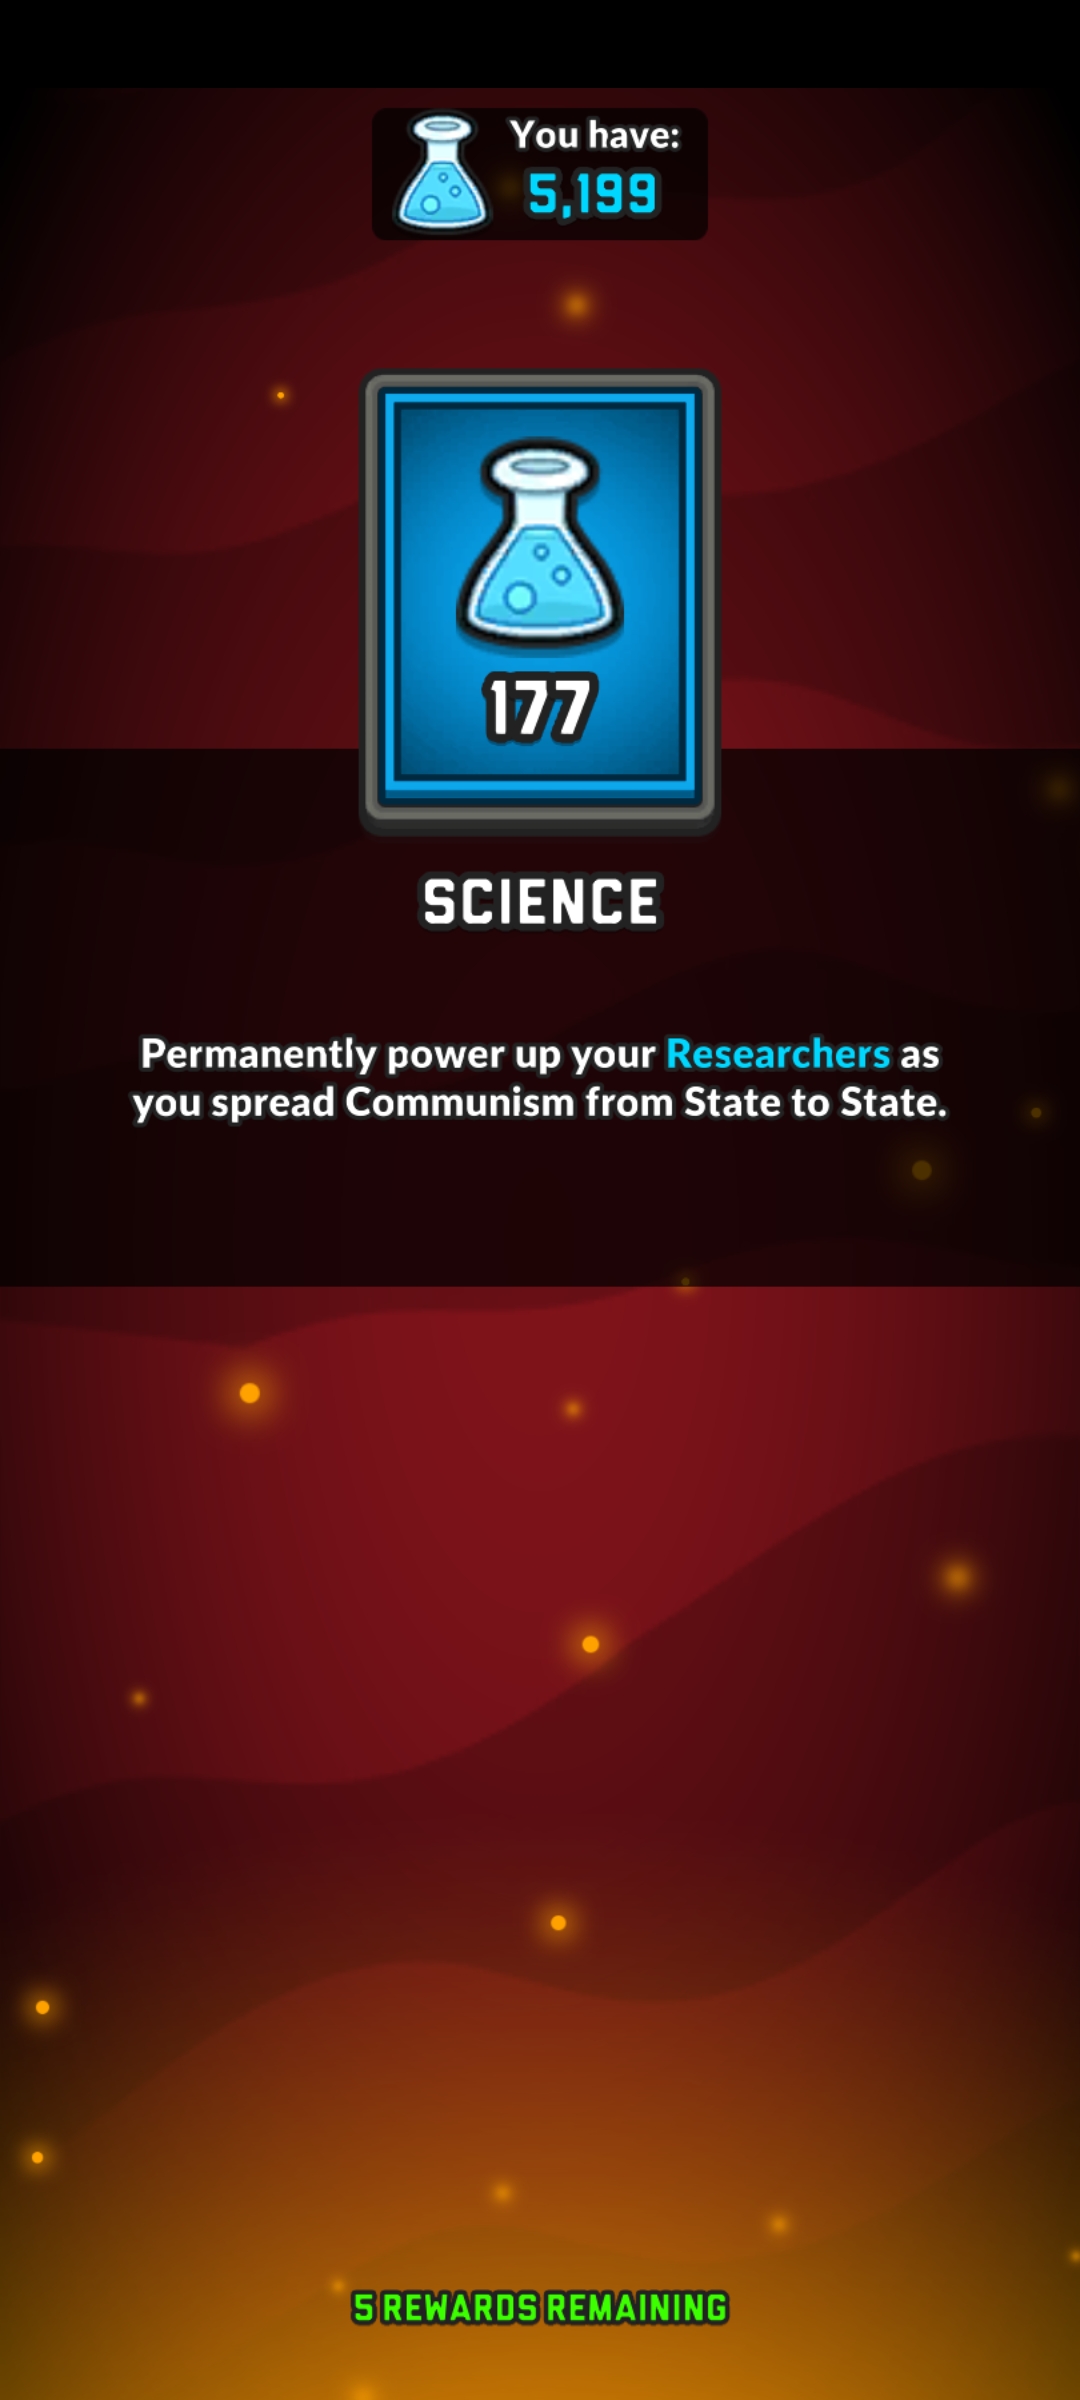 You have:
5,199
177
SCIENCE
Permanently power up your Researchers as
you spread Communism from State to State.
5 REWARDS REMAINING